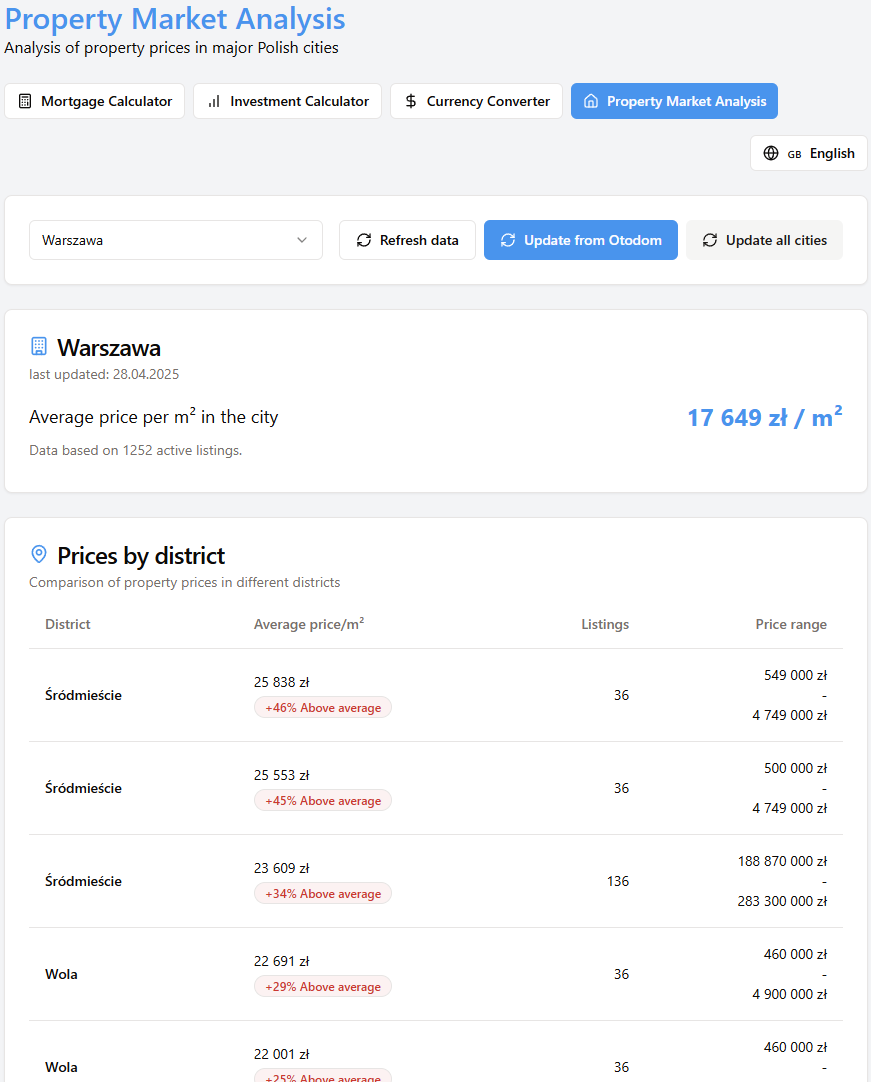 Property Market Analysis
Analysis of property prices in major Polish cities
Mortgage Calculator Investment Calculator Currency Converter Property Market Analysis
GB English
Warszawa Refresh data Update from Otodom Update all cities
Warszawa
last updated: 28.04.2025
Average price per m² in the city 17 649 zł / m²
Data based on 1252 active listings.
Prices by district
Comparison of property prices in different districts
District Average price/m² Listings Price range
Śródmieście 25 838 zł 36 549 000 zł
-
+46% Above average 4 749 000 zł
Śródmieście 25 553 zł 36 500 000 zł
-
+45% Above average 4 749 000 zł
Śródmieście 23 609 zł 136 188 870 000 zł
-
+34% Above average 283 300 000 zł
Wola 22 691 zł 36 460 000 zł
-
+29% Above average 4 900 000 zł
Wola 22 001 zł 36 460 000 zł
-
+25% Above average